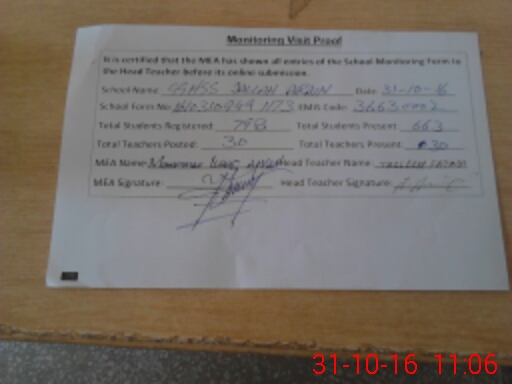 Monitoring Visit Proof
It is certified that the MEA has shown all entries of the School Monitoring Form to
the Head Teacher before its online submission.
School Name GGHSS Date: 31-10-16
School Form No: EMIS Code:
Total Students Registered: 798 Total Students Present: 663
Total Teachers Posted: 30 Total Teachers Present: 30
MEA Name: Head Teacher Name:
MEA Signature: Head Teacher Signature:
31-10-16 11:06